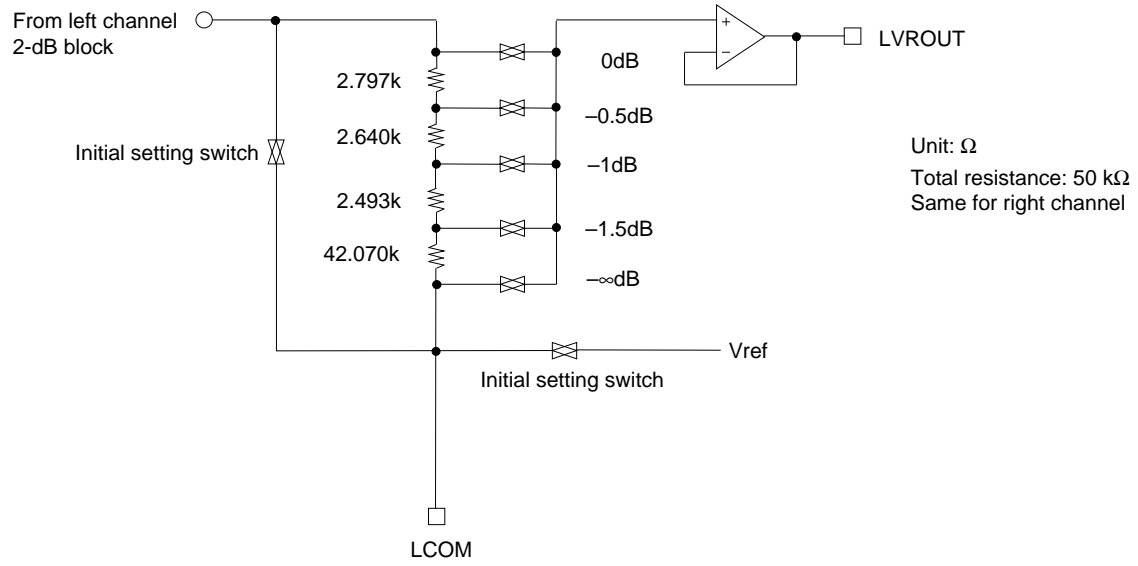 From left channel
2-dB block
+
−
LVROUT
0dB
2.797k
–0.5dB
2.640k
Initial setting switch
–1dB
2.493k
–1.5dB
42.070k
–∞dB
Unit: Ω
Total resistance: 50 kΩ
Same for right channel
Vref
Initial setting switch
LCOM